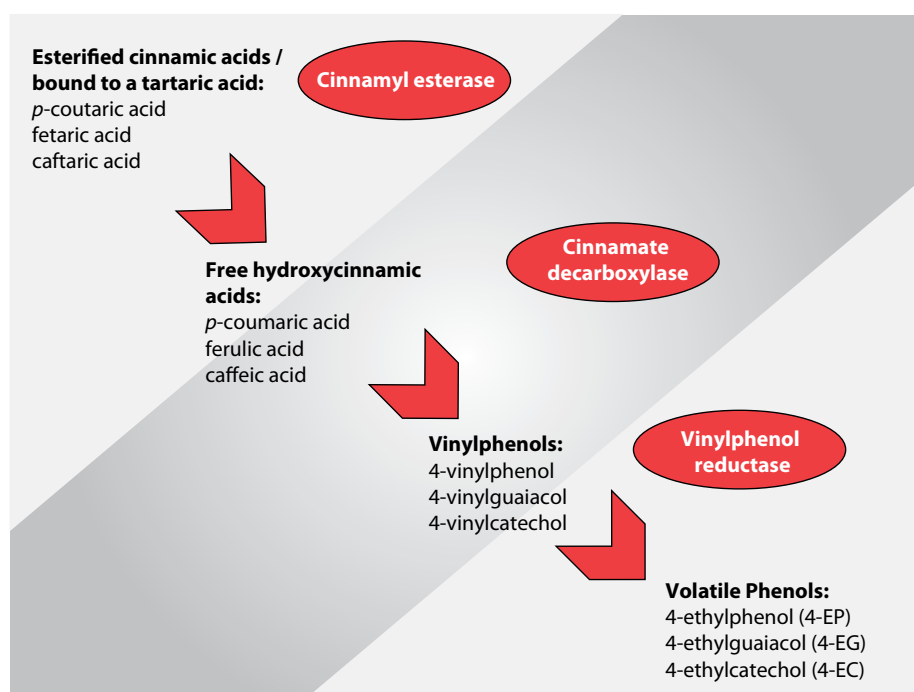 Esterified cinnamic acids /
bound to a tartaric acid:
p-coutaric acid
fetaric acid
caftaric acid
Cinnamyl esterase
Free hydroxycinnamic
acids:
p-coumaric acid
ferulic acid
caffeic acid
Cinnamate
decarboxylase
Vinylphenols:
4-vinylphenol
4-vinylguaiacol
4-vinylcatechol
Vinylphenol
reductase
Volatile Phenols:
4-ethylphenol (4-EP)
4-ethylguaiacol (4-EG)
4-ethylcatechol (4-EC)